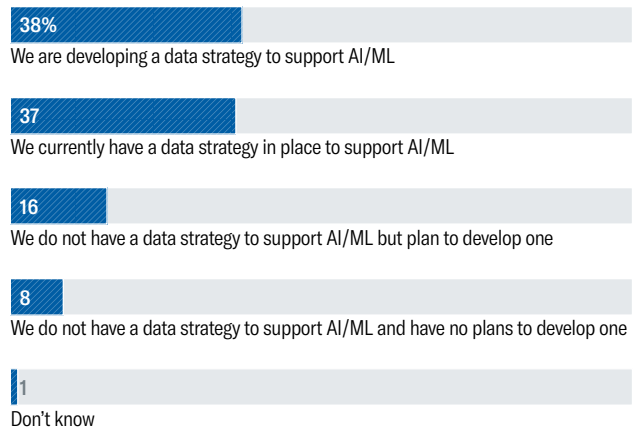 38%
We are developing a data strategy to support AI/ML
37
We currently have a data strategy in place to support AI/ML
16
We do not have a data strategy to support AI/ML but plan to develop one
8
We do not have a data strategy to support AI/ML and have no plans to develop one
1
Don’t know